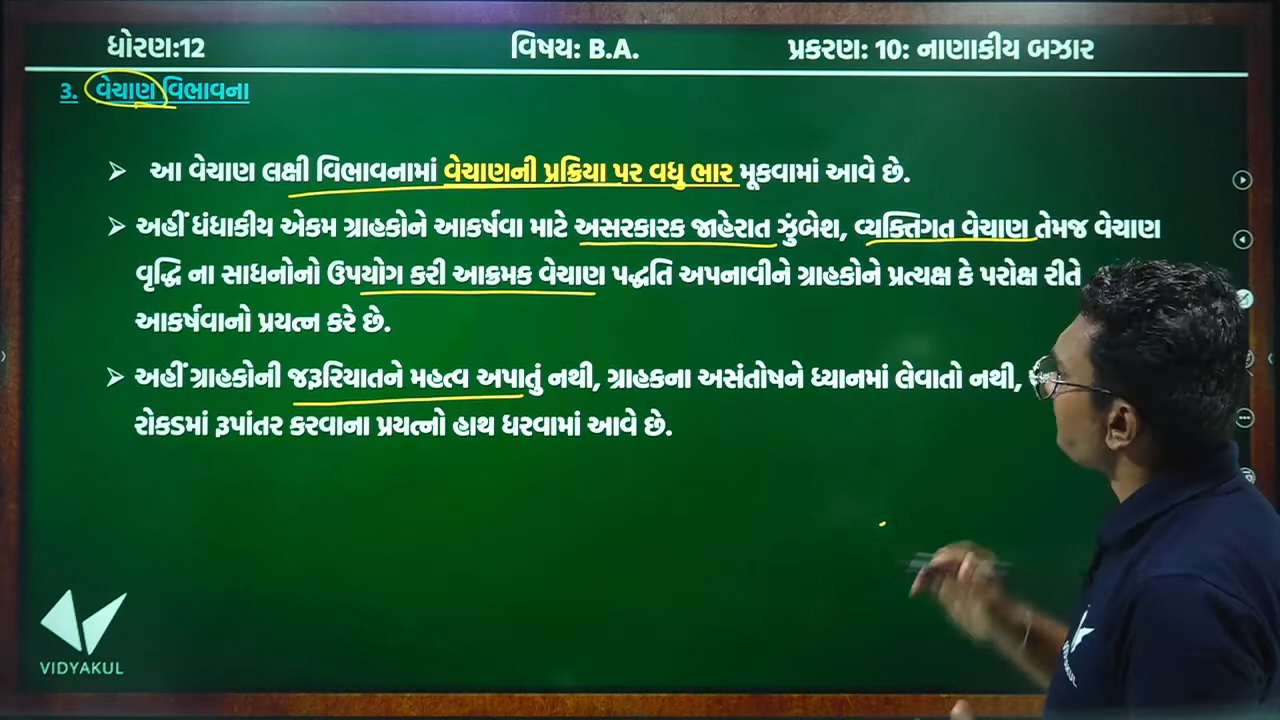 ધોરણ:12 વિષય: B.A. પ્રકરણ: 10: નાણાકીય બઝાર
૩. વેચાણ વિભાવના
➢ આ વેચાણ લક્ષી વિભાવનામાં વેચાણની પ્રક્રિયા પર વધુ ભાર મૂકવામાં આવે છે.
➢ અહીં ધંધાકીય એકમ ગ્રાહકોને આકર્ષવા માટે અસરકારક જાહેરાત ઝુંબેશ, વ્યક્તિગત વેચાણ તેમજ વેચાણ
વૃદ્ધિ ના સાધનોનો ઉપયોગ કરી આક્રમક વેચાણ પદ્ધતિ અપનાવીને ગ્રાહકોને પ્રત્યક્ષ કે પરોક્ષ રીતે
આકર્ષવાનો પ્રયત્ન કરે છે.
➢ અહીં ગ્રાહકોની જરૂરિયાતને મહત્વ અપાતું નથી, ગ્રાહકના અસંતોષને ધ્યાનમાં લેવાતો નથી,
રોકડમાં રૂપાંતર કરવાના પ્રયત્નો હાથ ધરવામાં આવે છે.
VIDYAKUL
VIDYAKUL